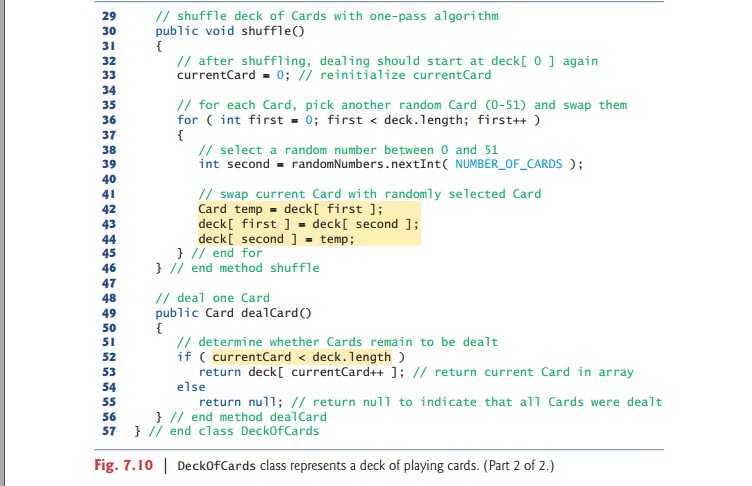 29 // shuffle deck of Cards with one-pass algorithm
30 public void shuffle()
31 {
32 // after shuffling, dealing should start at deck[ 0 ] again
33 currentCard = 0; // reinitialize currentCard
34
35 // for each Card, pick another random Card (0-51) and swap them
36 for ( int first = 0; first < deck.length; first++ )
37 {
38 // select a random number between 0 and 51
39 int second = randomNumbers.nextInt( NUMBER_OF_CARDS );
40
41 // swap current Card with randomly selected Card
42 Card temp = deck[ first ];
43 deck[ first ] = deck[ second ];
44 deck[ second ] = temp;
45 } // end for
46 } // end method shuffle
47
48 // deal one Card
49 public Card dealCard()
50 {
51 // determine whether Cards remain to be dealt
52 if ( currentCard < deck.length )
53 return deck[ currentCard++ ]; // return current Card in array
54 else
55 return null; // return null to indicate that all Cards were dealt
56 } // end method dealCard
57 } // end class DeckOfCards
Fig. 7.10 | DeckOfCards class represents a deck of playing cards. (Part 2 of 2.)